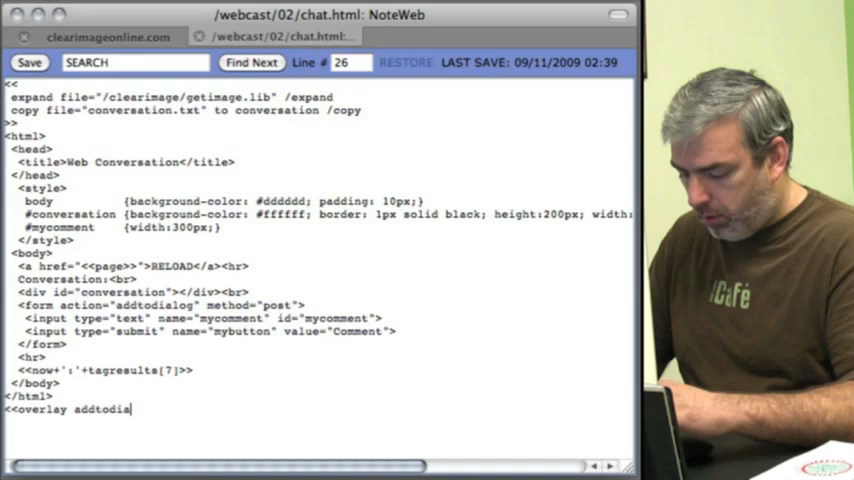 /webcast/02/chat.html: NoteWeb
clearimageonline.com /webcast/02/chat.html:...
Save SEARCH Find Next Line # 26 RESTORE LAST SAVE: 09/11/2009 02:39
<<
expand file="/clearimage/getimage.lib" /expand
copy file="conversation.txt" to conversation /copy
>>
<html>
<head>
<title>Web Conversation</title>
</head>
<style>
body {background-color: #dddddd; padding: 10px;}
#conversation {background-color: #ffffff; border: 1px solid black; height:200px; width:
#mycomment {width:300px;}
</style>
<body>
<a href="<<page>>">RELOAD</a><hr>
Conversation:<br>
<div id="conversation"></div><br>
<form action="addtodialog" method="post">
<input type="text" name="mycomment" id="mycomment">
<input type="submit" name="mybutton" value="Comment">
</form>
<hr>
<<now+':'+tagresults[7]>>
</body>
</html>
<<overlay addtodia
Café